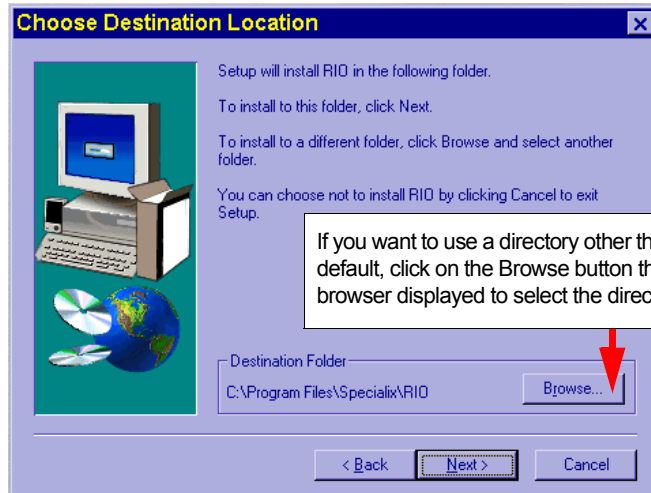 Choose Destination Location
Setup will install RIO in the following folder.
To install to this folder, click Next.
To install to a different folder, click Browse and select another
folder.
You can choose not to install RIO by clicking Cancel to exit
Setup.
If you want to use a directory other th
default, click on the Browse button th
browser displayed to select the direc
Destination Folder
C:\Program Files\Specialix\RIO
Browse...
< Back
Next >
Cancel